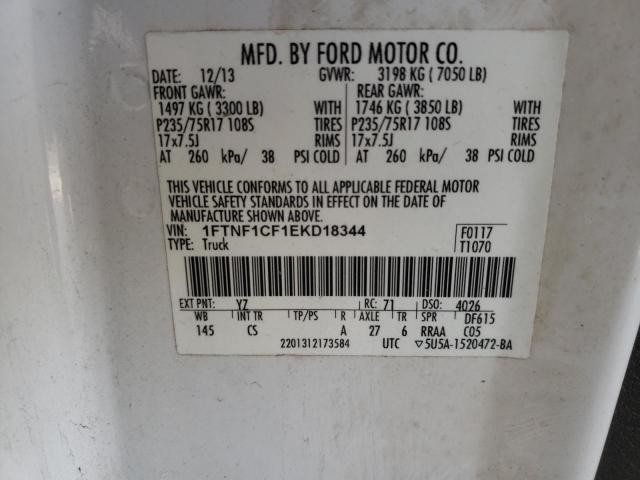 MFD. BY FORD MOTOR CO.
DATE: 12/13 GVWR: 3198 KG ( 7050 LB)
FRONT GAWR: REAR GAWR:
1497 KG ( 3300 LB) WITH 1746 KG ( 3850 LB) WITH
P235/75R17 108S TIRES P235/75R17 108S TIRES
17x7.5J RIMS 17x7.5J RIMS
AT 260 kPa/ 38 PSI COLD AT 260 kPa/ 38 PSI COLD
THIS VEHICLE CONFORMS TO ALL APPLICABLE FEDERAL MOTOR
VEHICLE SAFETY STANDARDS IN EFFECT ON THE DATE OF
MANUFACTURE SHOWN ABOVE.
VIN: 1FTNF1CF1EKD18344 F0117
TYPE: Truck T1070
EXT PNT: YZ RC: 71 DSO: 4026
WB INT TR TP/PS R AXLE TR SPR DF615
145 CS A 27 6 RRAA C05
2201312173584 UTC ▽5U5A-1520472-BA